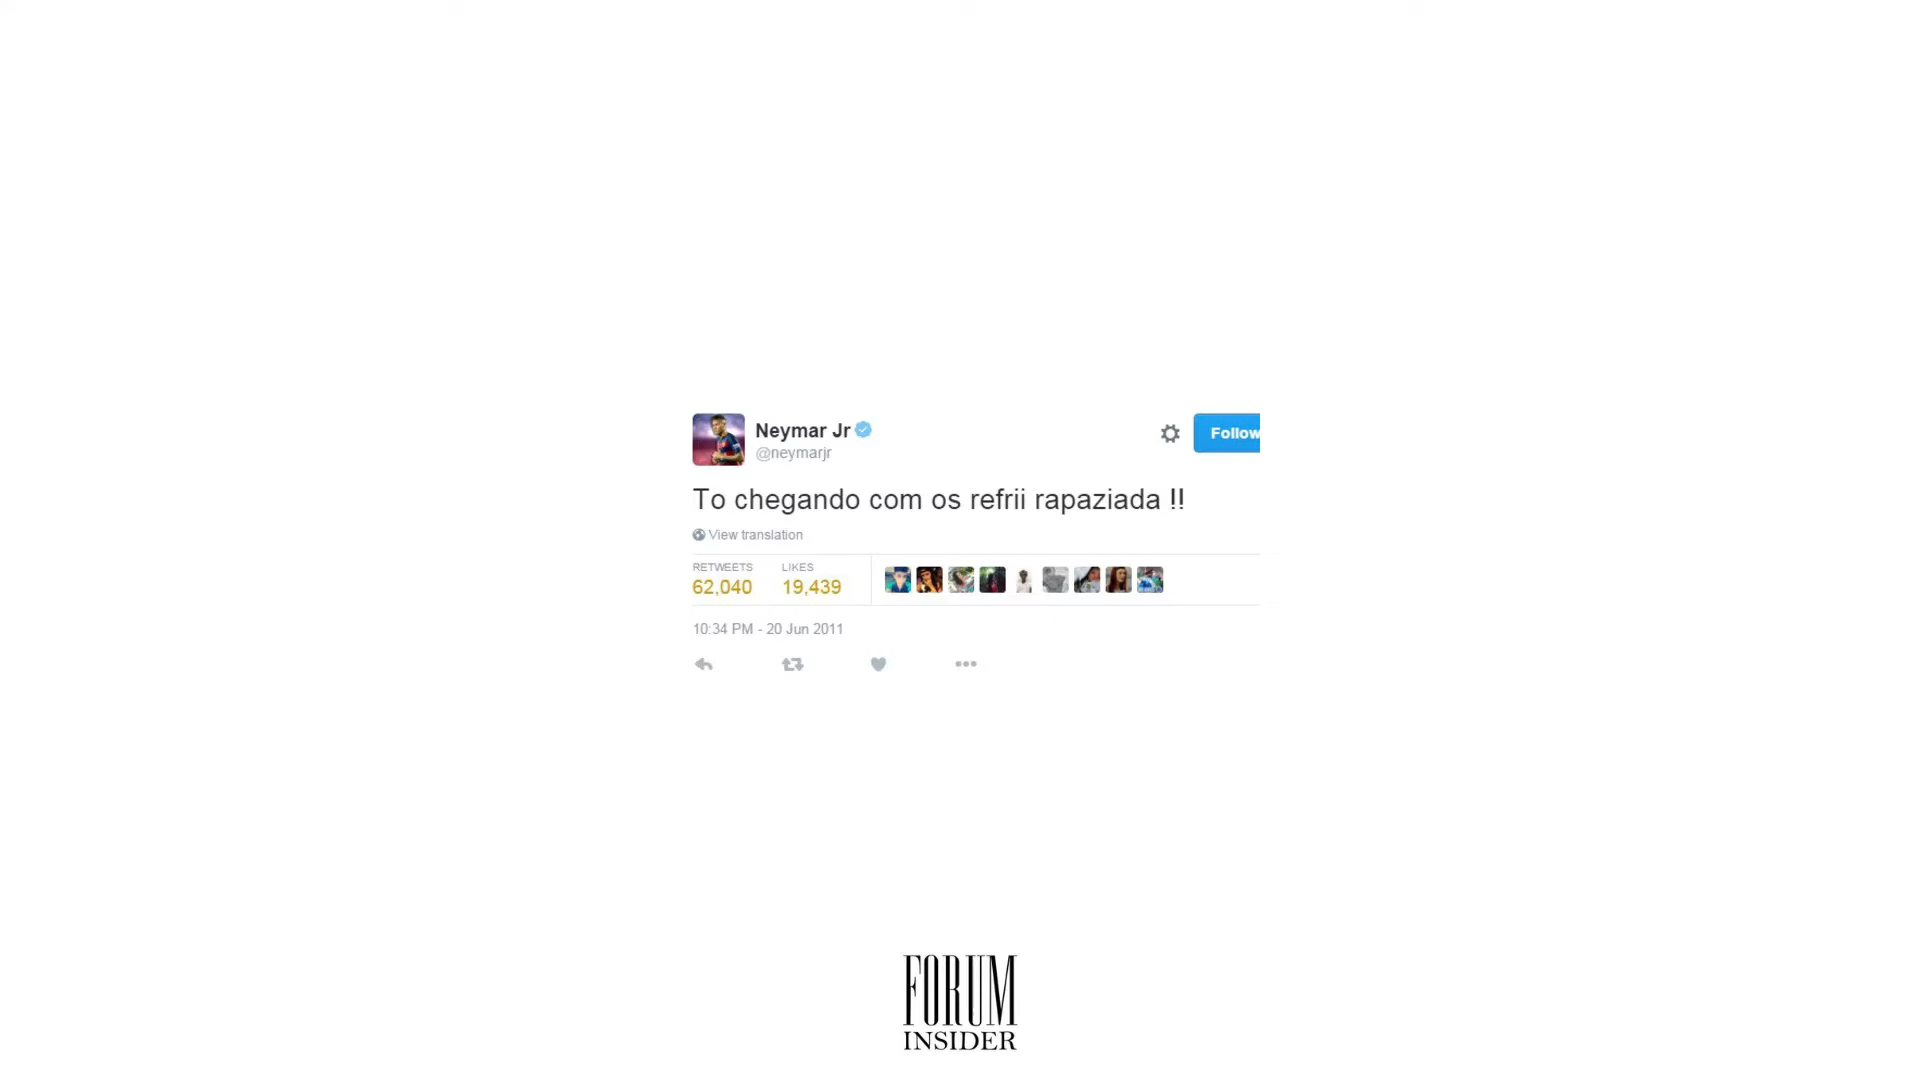 Neymar Jr
@neymarjr
Follow
To chegando com os refrii rapaziada !!
View translation
RETWEETS LIKES
62,040 19,439
10:34 PM - 20 Jun 2011
FORUM
INSIDER